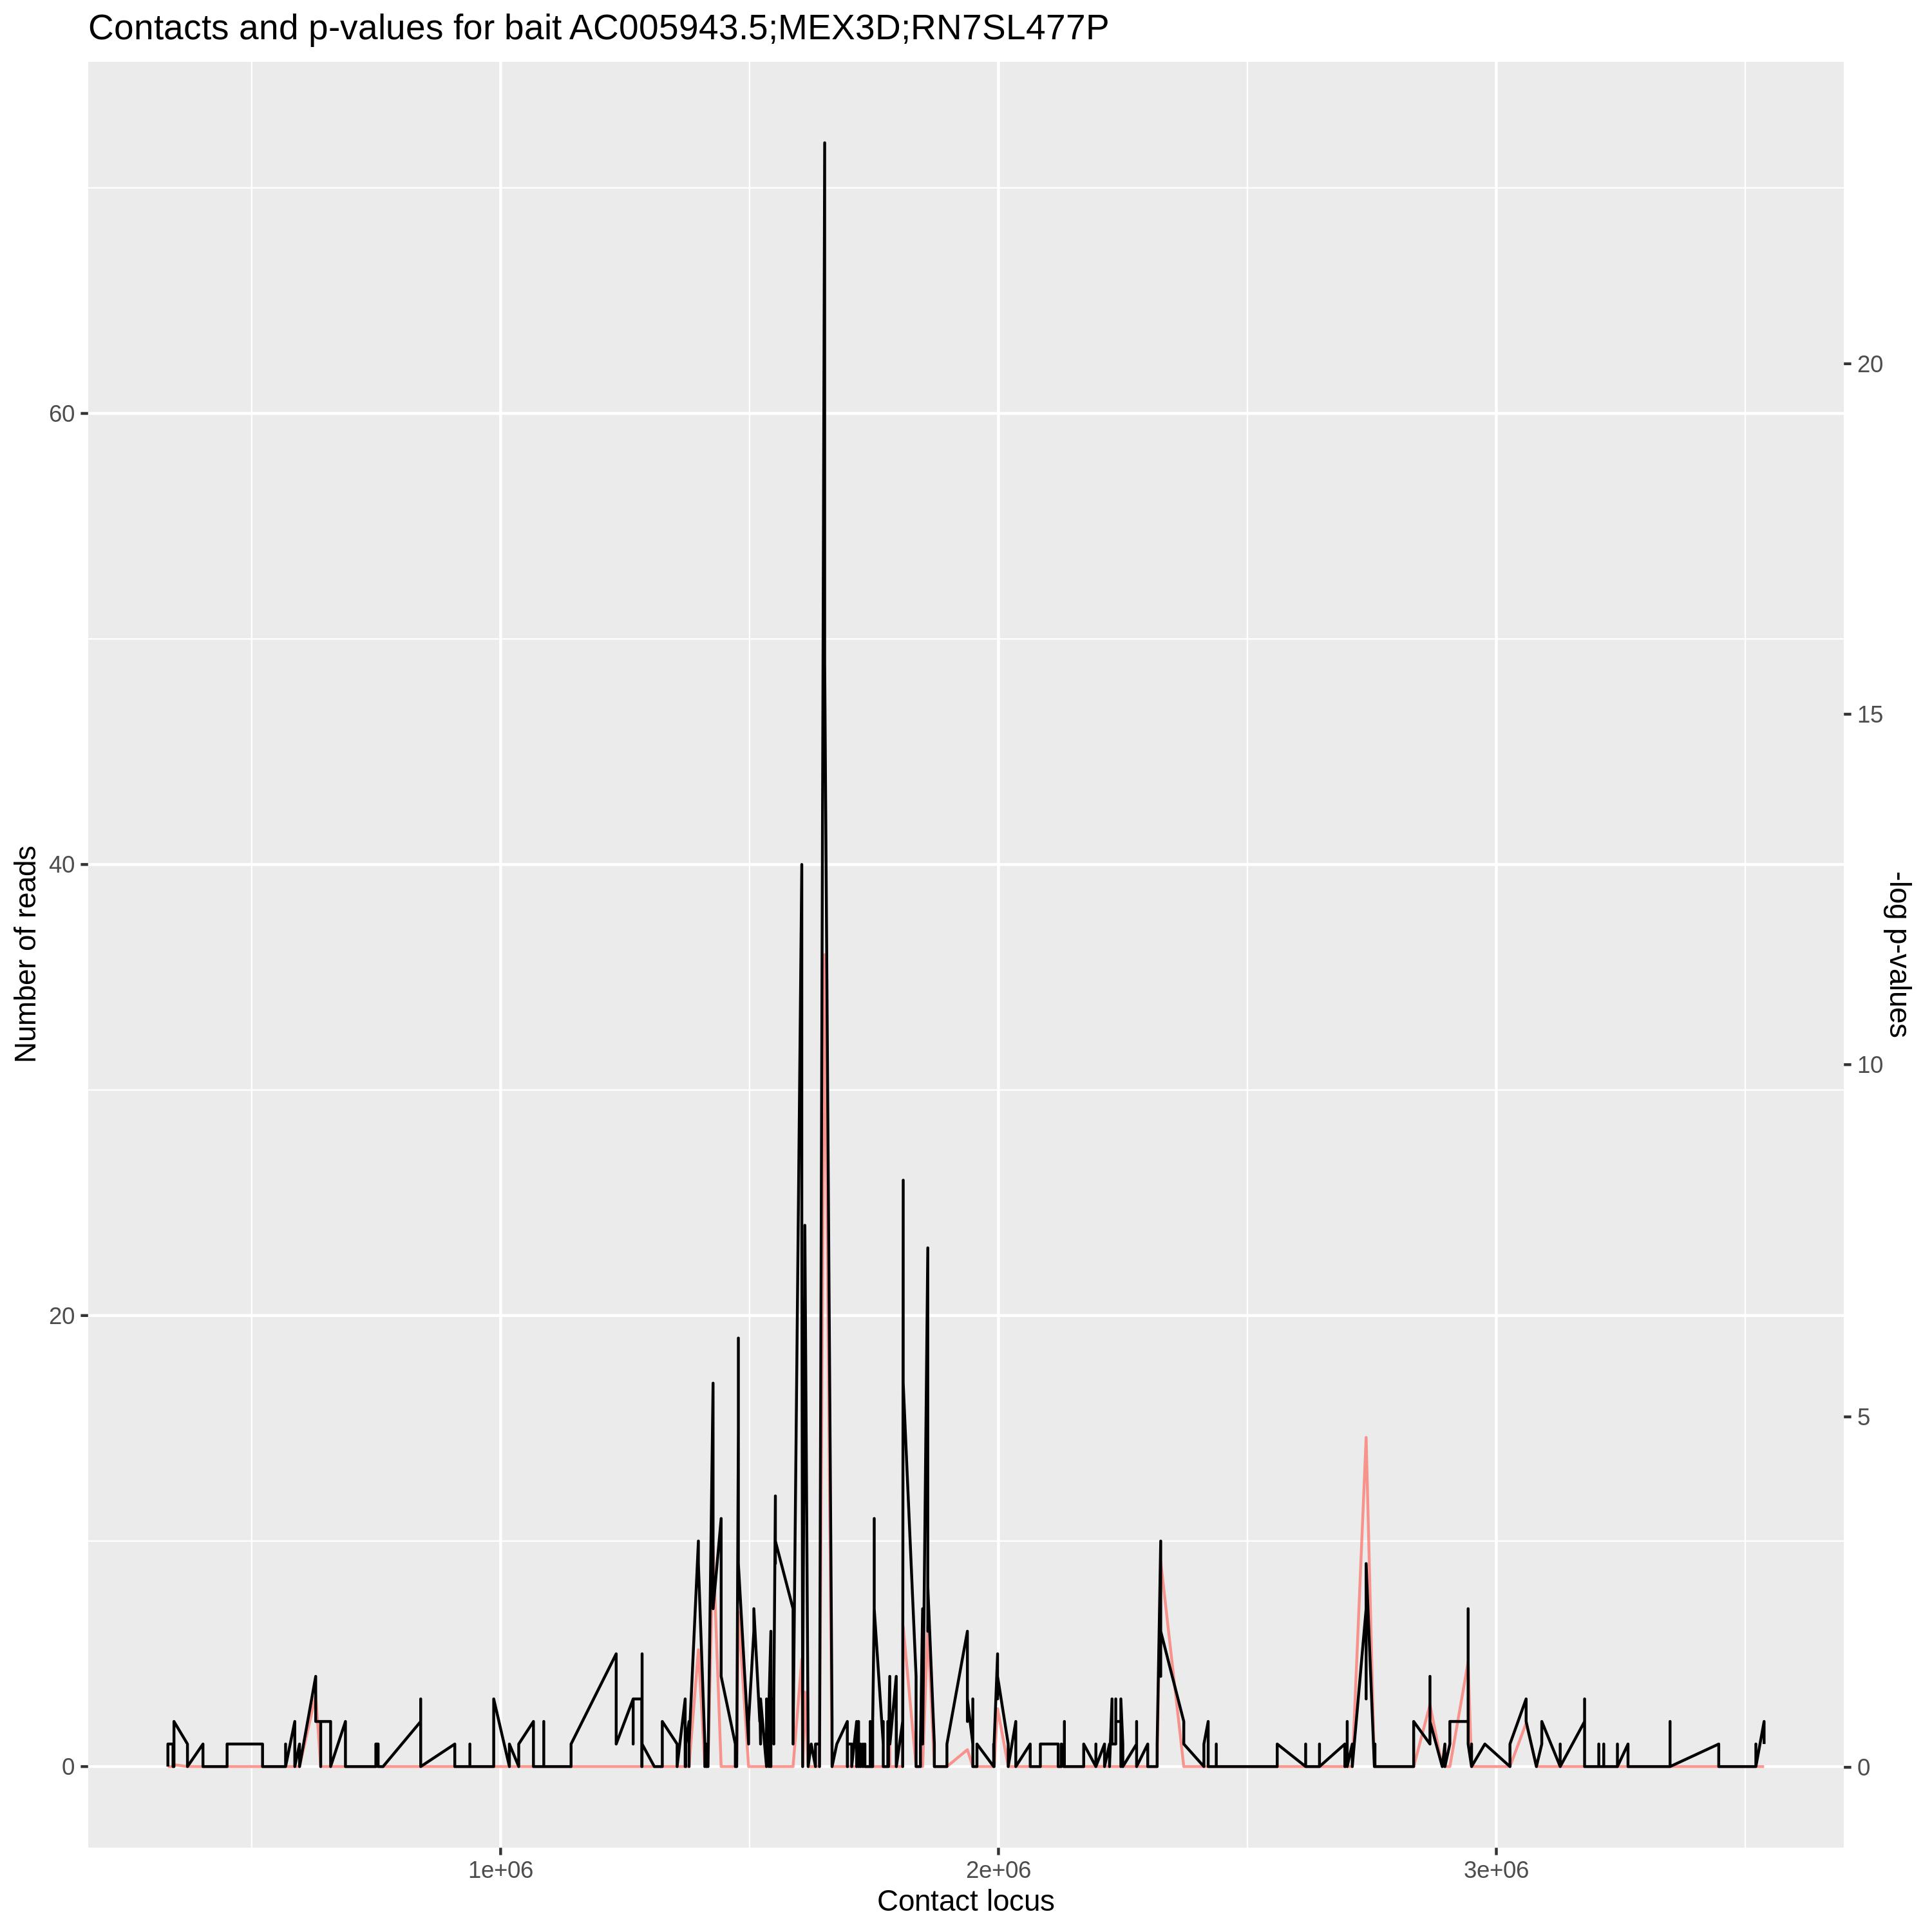 Contacts and p-values for bait AC005943.5;MEX3D;RN7SL477P
60
40
20
0
20
15
10
5
0
Number of reads
-log p-values
1e+06
2e+06
3e+06
Contact locus